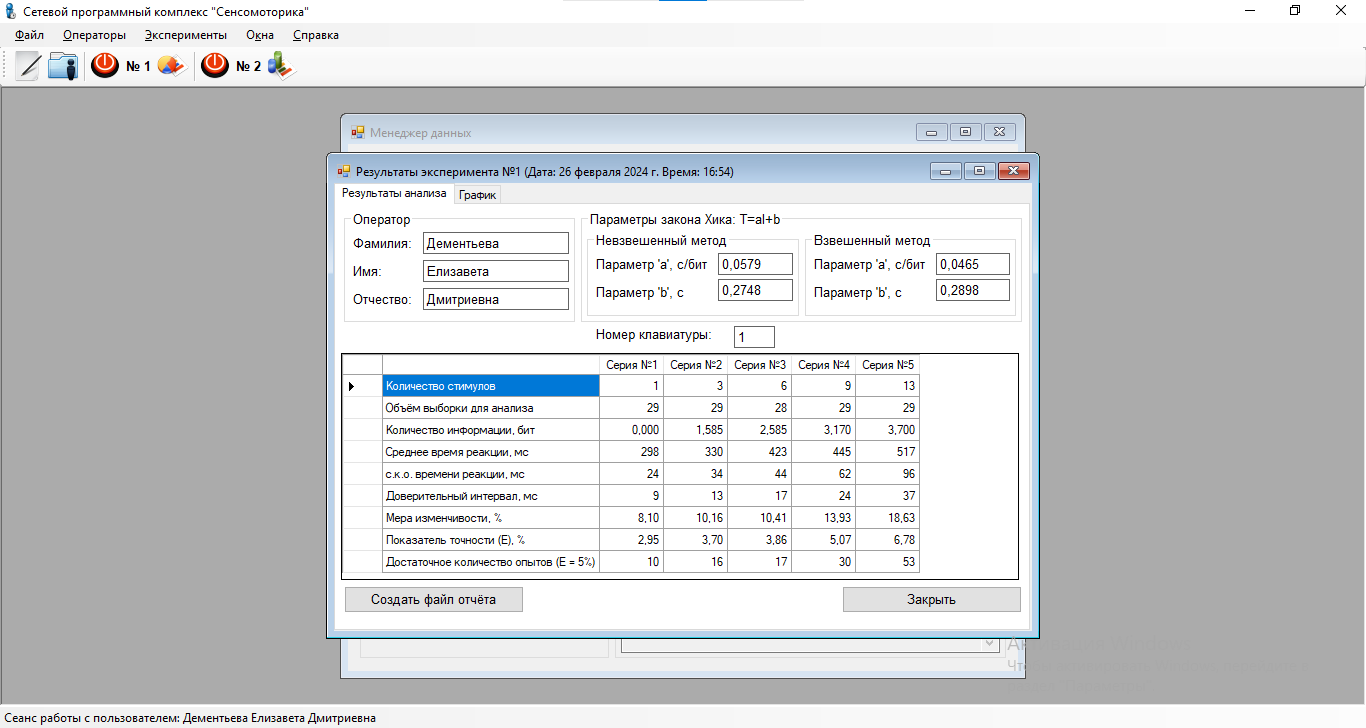 Сетевой программный комплекс "Сенсомоторика"
Файл Операторы Эксперименты Окна Справка
№ 1 № 2
Менеджер данных
Результаты эксперимента №1 (Дата: 26 февраля 2024 г. Время: 16:54)
Результаты анализа График
Оператор
Фамилия: Дементьева
Имя: Елизавета
Отчество: Дмитриевна
Параметры закона Хика: T=aI+b
Невзвешенный метод
Параметр 'a', с/бит 0,0579
Параметр 'b', с 0,2748
Взвешенный метод
Параметр 'a', с/бит 0,0465
Параметр 'b', с 0,2898
Номер клавиатуры: 1
Серия №1 Серия №2 Серия №3 Серия №4 Серия №5
Количество стимулов 1 3 6 9 13
Объём выборки для анализа 29 29 28 29 29
Количество информации, бит 0,000 1,585 2,585 3,170 3,700
Среднее время реакции, мс 298 330 423 445 517
с.к.о. времени реакции, мс 24 34 44 62 96
Доверительный интервал, мс 9 13 17 24 37
Мера изменчивости, % 8,10 10,16 10,41 13,93 18,63
Показатель точности (E), % 2,95 3,70 3,86 5,07 6,78
Достаточное количество опытов (E = 5%) 10 16 17 30 53
Создать файл отчёта Закрыть
Сеанс работы с пользователем: Дементьева Елизавета Дмитриевна